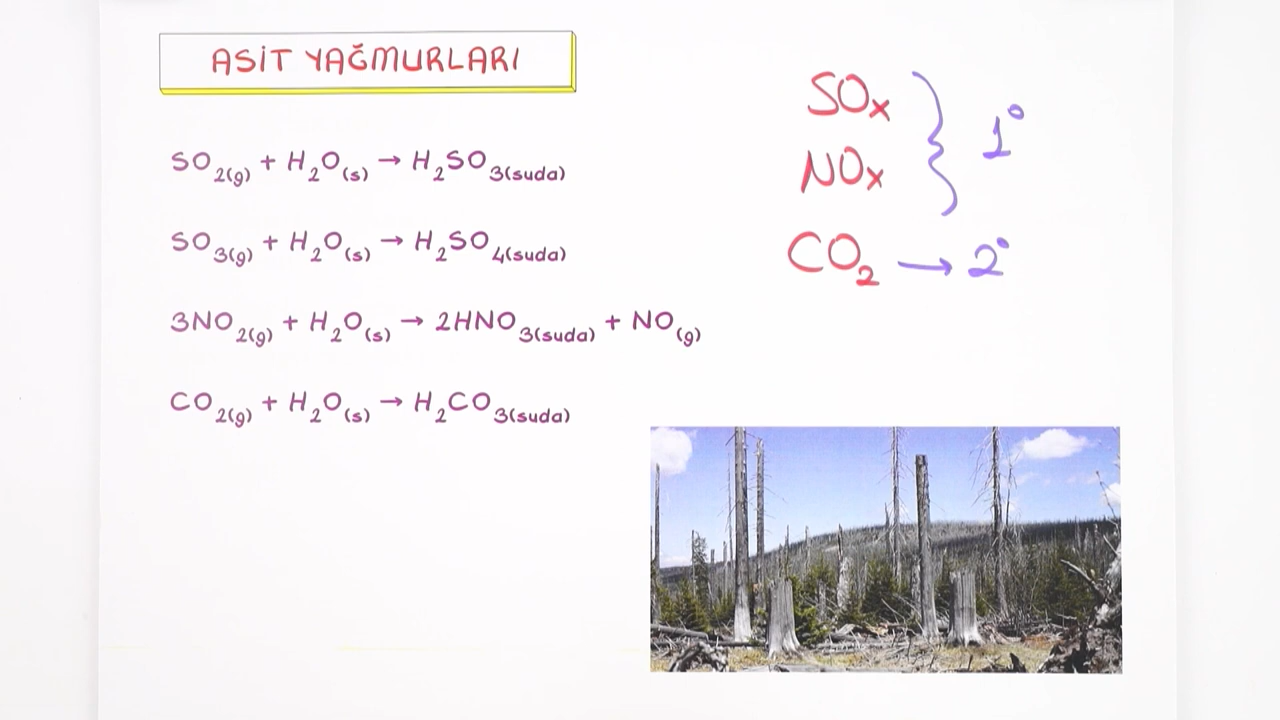 ASİT YAĞMURLARI
SO₂(g) + H₂O(s) → H₂SO₃(suda)
SO₃(g) + H₂O(s) → H₂SO₄(suda)
3NO₂(g) + H₂O(s) → 2HNO₃(suda) + NO(g)
CO₂(g) + H₂O(s) → H₂CO₃(suda)
SOx
NOx
1°
CO₂ → 2°